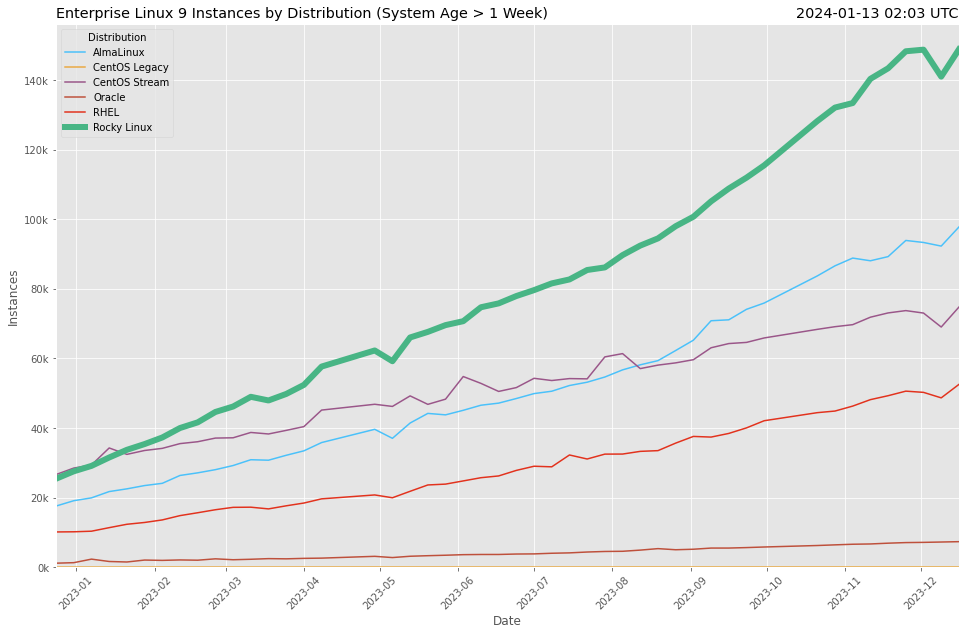 Enterprise Linux 9 Instances by Distribution (System Age > 1 Week)
2024-01-13 02:03 UTC
Distribution
AlmaLinux
CentOS Legacy
CentOS Stream
Oracle
RHEL
Rocky Linux
140k
120k
100k
80k
60k
40k
20k
0k
Instances
2023-01
2023-02
2023-03
2023-04
2023-05
2023-06
2023-07
2023-08
2023-09
2023-10
2023-11
2023-12
Date